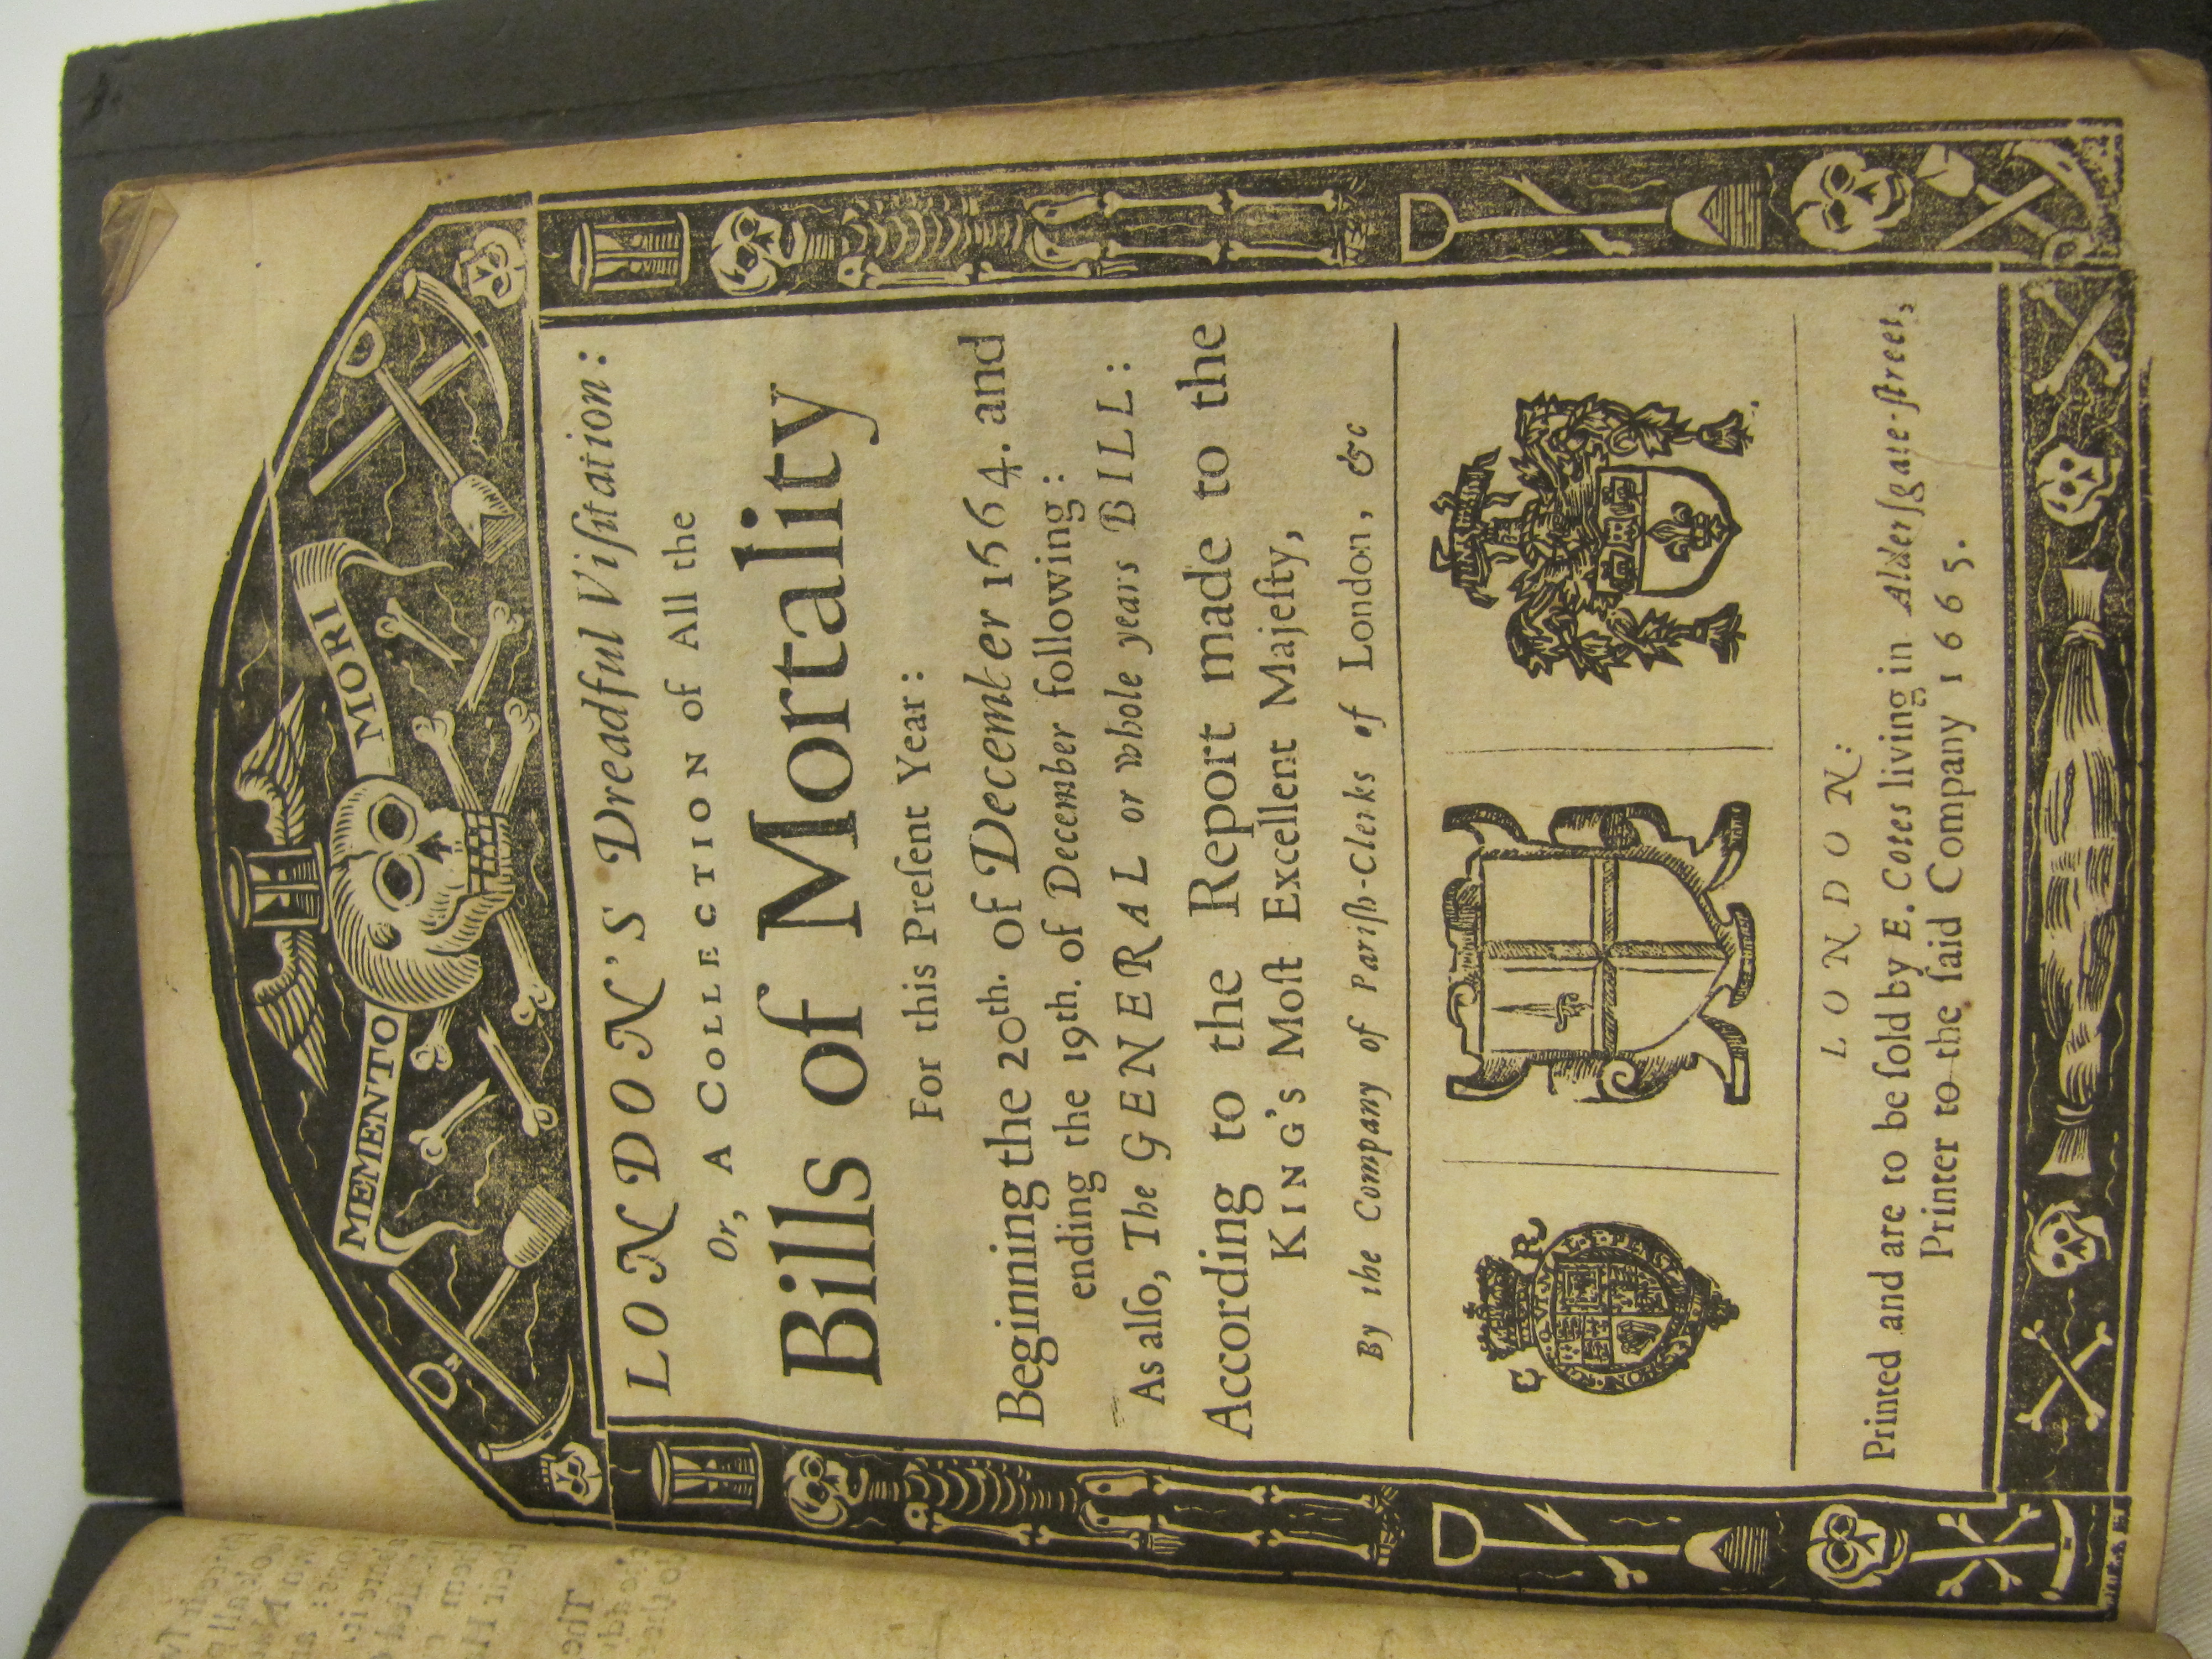 MEMENTO MORI
LONDON'S Dreadful Viſitation:
Or, A COLLECTION of All the
Bills of Mortality
For this Preſent Year:
Beginning the 20th. of December 1664. and
ending the 19th. of December following:
As alſo, The GENERAL or whole years BILL:
According to the Report made to the
KING's Moſt Excellent Majeſty,
By the Company of Pariſh-Clerks of London, &c
C R
LONDON:
Printed and are to be ſold by E. Cotes living in Alderſgate-ſtreet,
Printer to the ſaid Company 1665.